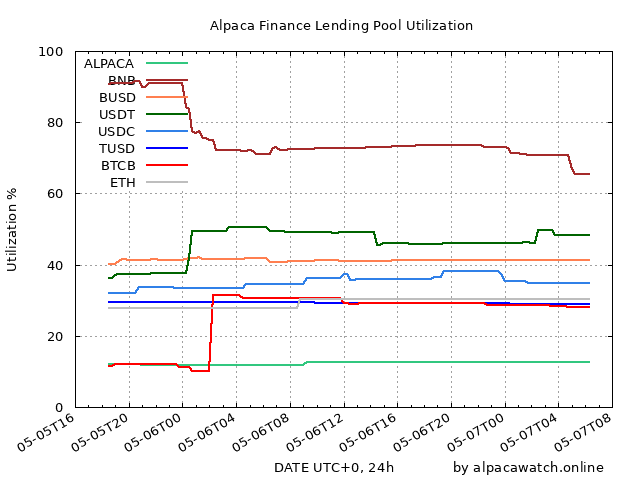 Alpaca Finance Lending Pool Utilization
100
80
60
40
20
0
Utilization %
ALPACA
BNB
BUSD
USDT
USDC
TUSD
BTCB
ETH
05-05T16
05-05T20
05-06T00
05-06T04
05-06T08
05-06T12
05-06T16
05-06T20
05-07T00
05-07T04
05-07T08
DATE UTC+0, 24h
by alpacawatch.online